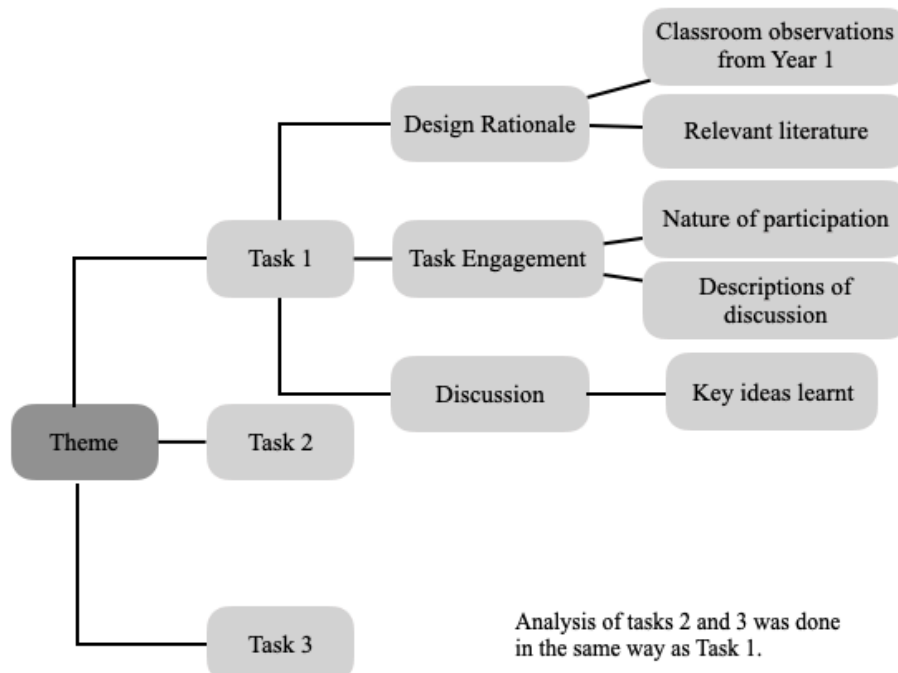 Classroom observations
from Year 1
Design Rationale
Relevant literature
Nature of participation
Task 1
Task Engagement
Descriptions of
discussion
Discussion
Key ideas learnt
Theme
Task 2
Task 3
Analysis of tasks 2 and 3 was done
in the same way as Task 1.